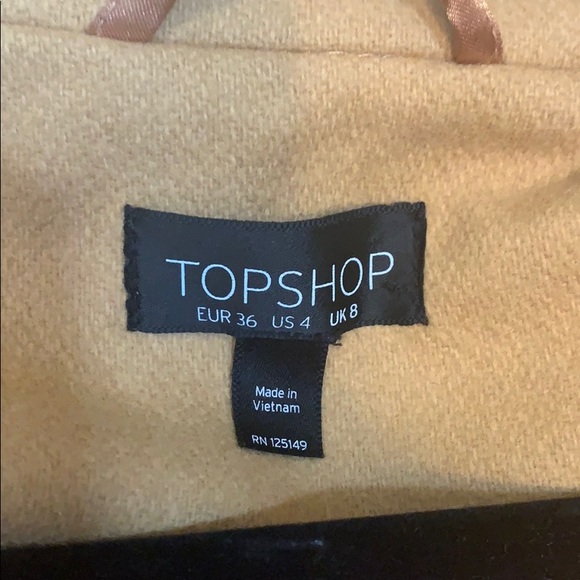 TOPSHOP
EUR 36 US 4 UK 8
Made in
Vietnam
RN 125149